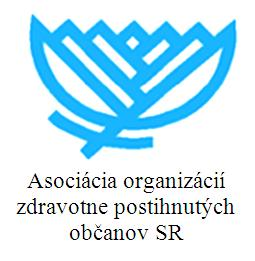 Asociácia organizácií
zdravotne postihnutých
občanov SR